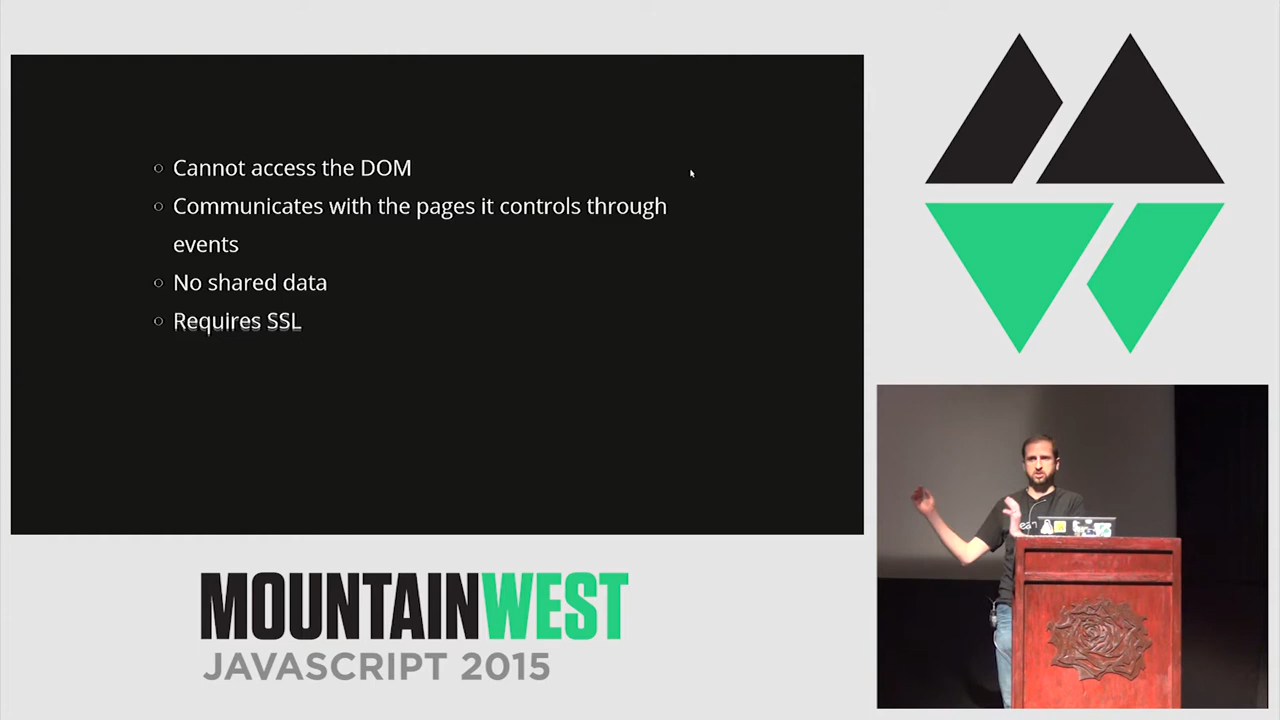 Cannot access the DOM
Communicates with the pages it controls through
events
No shared data
Requires SSL
MOUNTAINWEST
JAVASCRIPT 2015